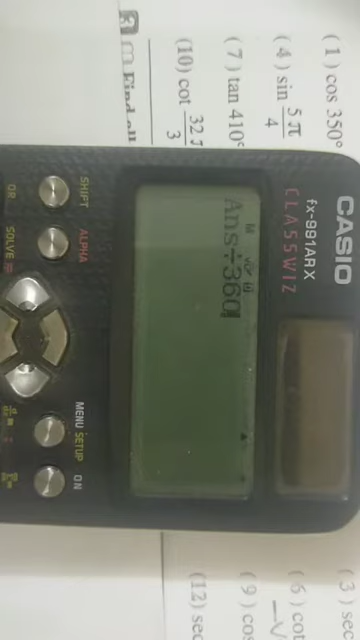 (1) cos 350°
(4) sin 5π/4
(7) tan 410°
(10) cot 32
3
(3) sec
(6) cot
(9) cos
(12) sec
CASIO
fx-991ARX
CLASSWIZ
Ans÷360
SHIFT
ALPHA
MENU SETUP
ON
SOLVE =